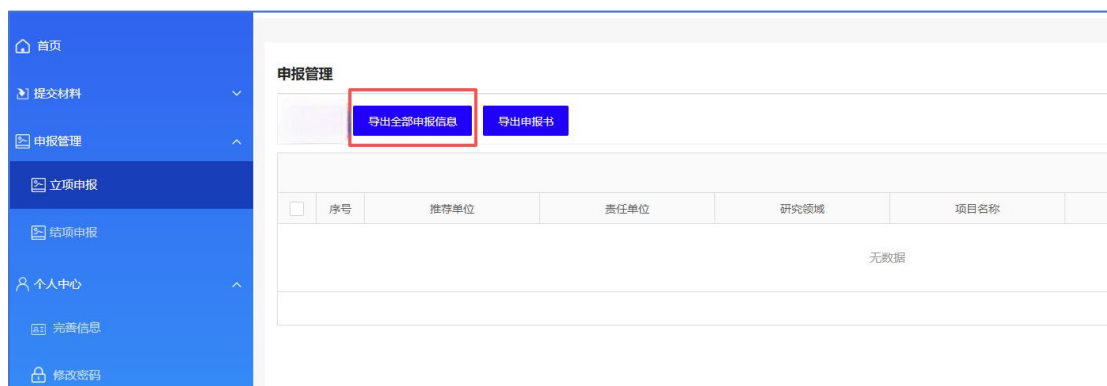 首页
提交材料
申报管理
立项申报
结项申报
个人中心
完善信息
修改密码
申报管理
导出全部申报信息 导出申报书
序号 推荐单位 责任单位 研究领域 项目名称
无数据